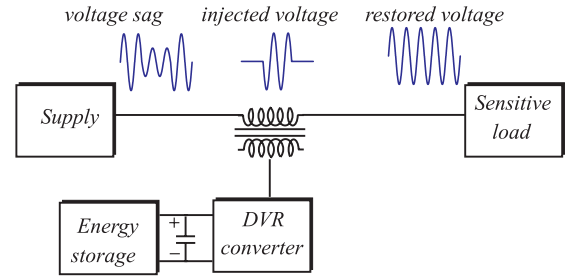 voltage sag
injected voltage
restored voltage
Supply
Sensitive
load
Energy
storage
+
−
DVR
converter